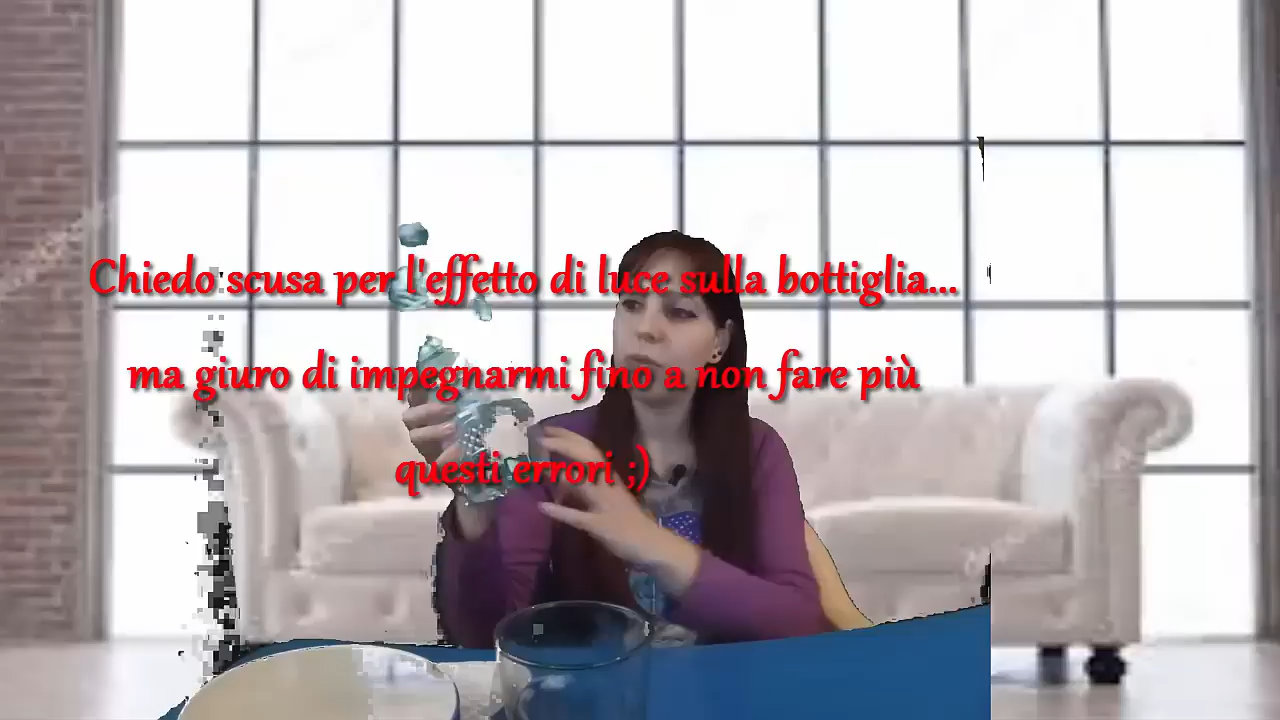 Chiedo scusa per l'effetto di luce sulla bottiglia...
ma giuro di impegnarmi fino a non fare più
questi errori ;)